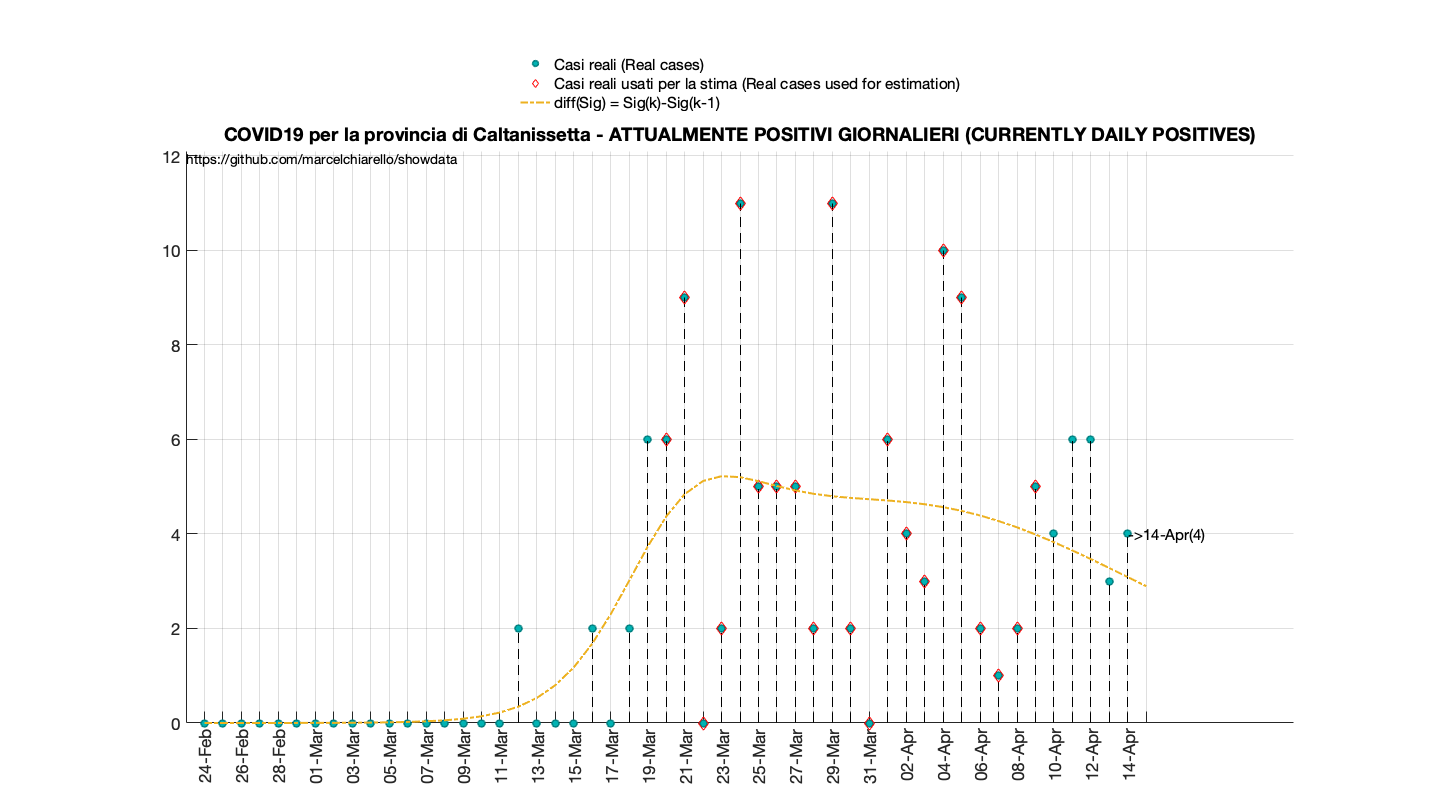 Casi reali (Real cases)
Casi reali usati per la stima (Real cases used for estimation)
diff(Sig) = Sig(k)-Sig(k-1)
COVID19 per la provincia di Caltanissetta - ATTUALMENTE POSITIVI GIORNALIERI (CURRENTLY DAILY POSITIVES)
https://github.com/marcelchiarello/showdata
12
10
8
6
4
2
0
->14-Apr(4)
24-Feb
26-Feb
28-Feb
01-Mar
03-Mar
05-Mar
07-Mar
09-Mar
11-Mar
13-Mar
15-Mar
17-Mar
19-Mar
21-Mar
23-Mar
25-Mar
27-Mar
29-Mar
31-Mar
02-Apr
04-Apr
06-Apr
08-Apr
10-Apr
12-Apr
14-Apr